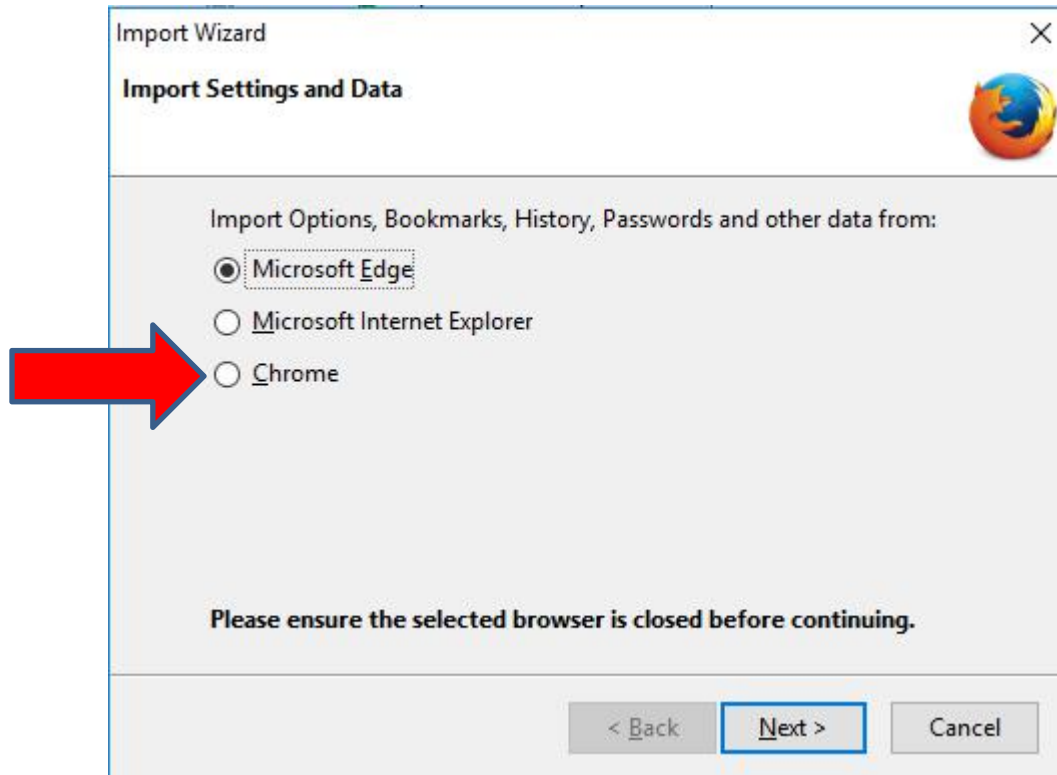 Import Wizard
Import Settings and Data
Import Options, Bookmarks, History, Passwords and other data from:
Microsoft Edge
Microsoft Internet Explorer
Chrome
Please ensure the selected browser is closed before continuing.
< Back Next > Cancel